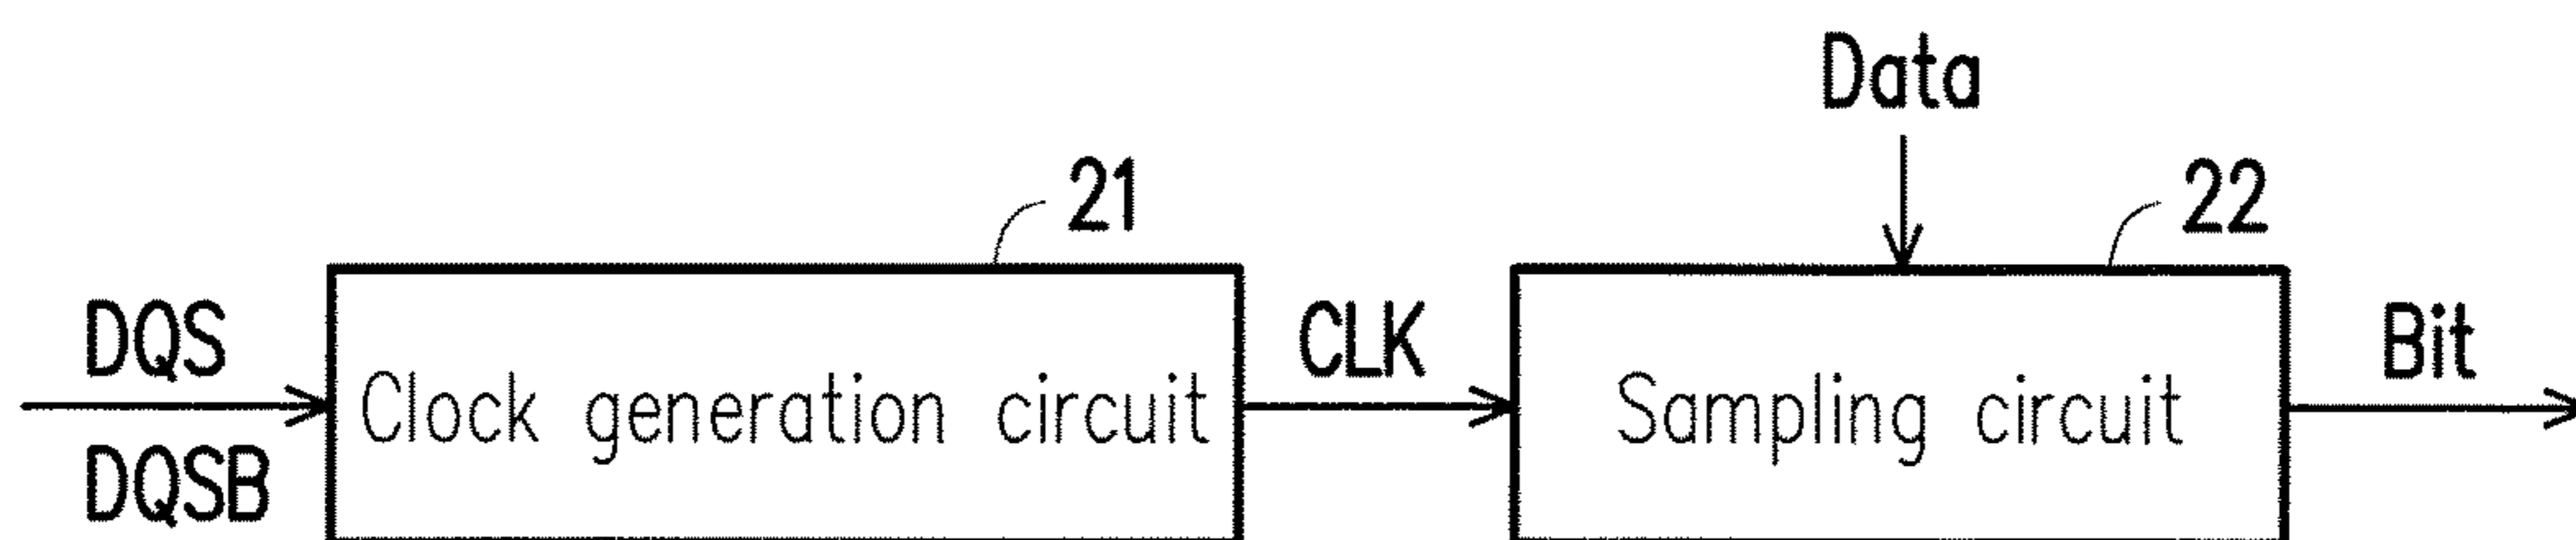 Data
21
22
DQS
CLK
Bit
Clock generation circuit
Sampling circuit
DQSB